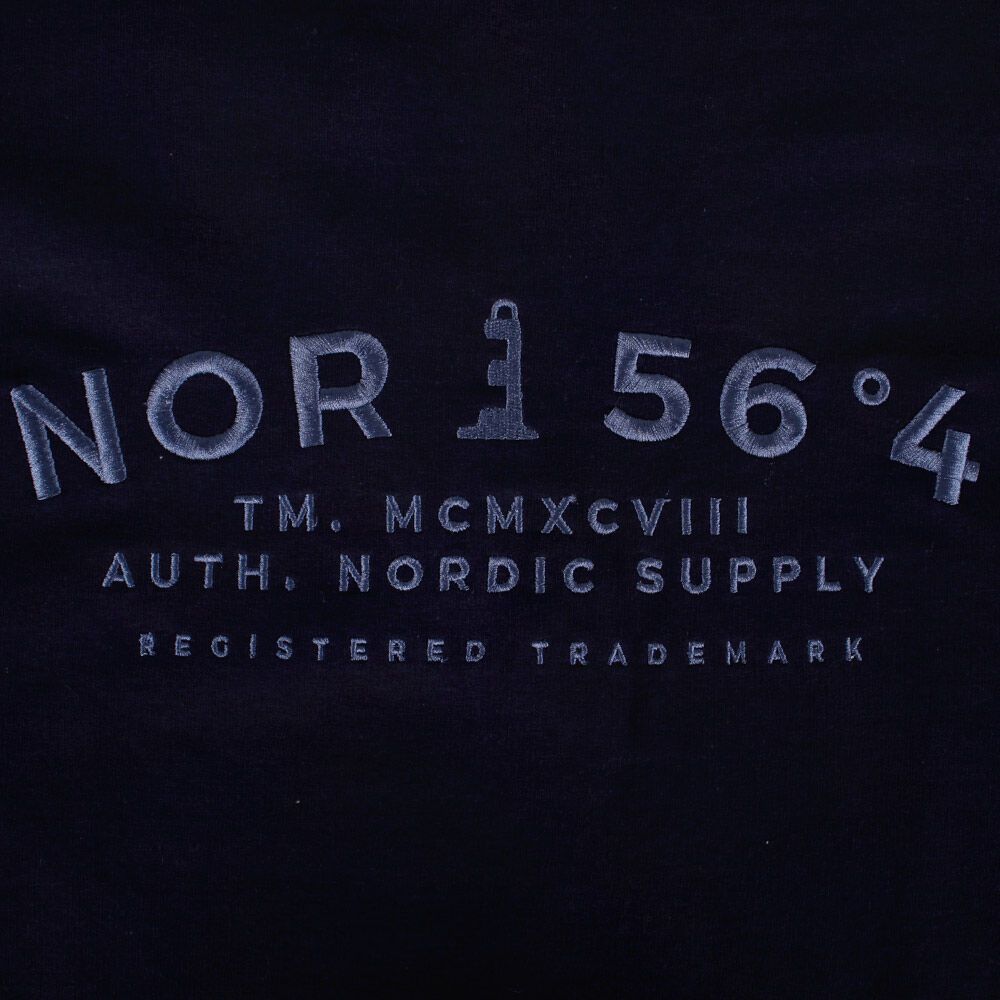 NOR 56°4
TM. MCMXCVIII
AUTH. NORDIC SUPPLY
REGISTERED TRADEMARK